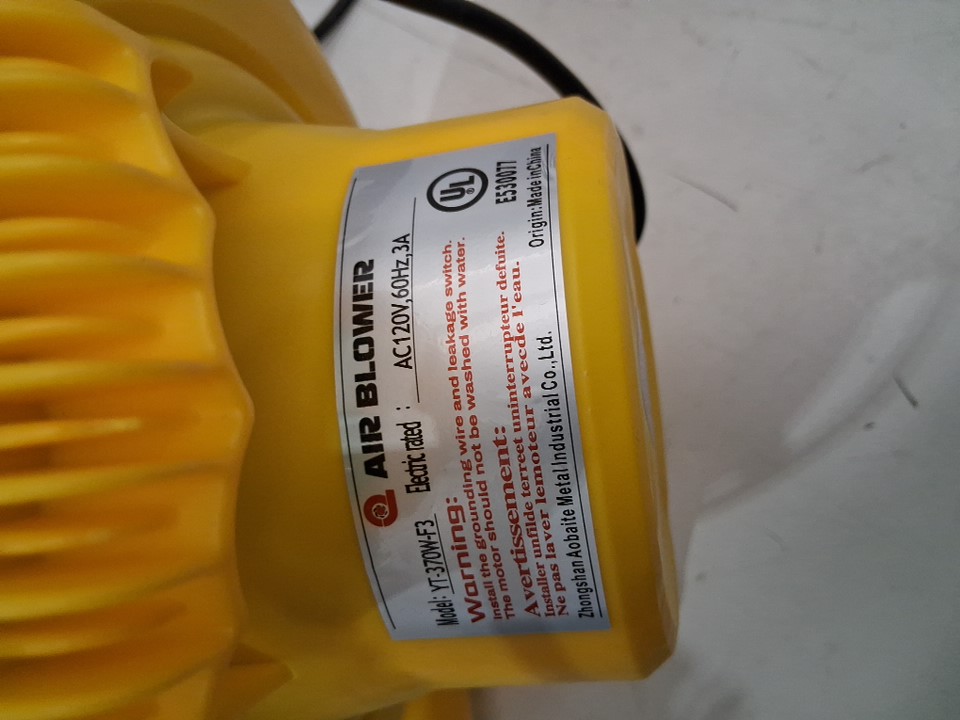 AIR BLOWER
Model: YT-370W-F3 Electric rated : AC120V,60Hz,3A
Warning:
Install the grounding wire and leakage switch.
The motor should not be washed with water.
UL
Avertissement:
Installer unfilde terreet uninterrupteur defuite.
Ne pas laver lemoteur avecde l'eau.
E530077
Zhongshan Aobaite Metal Industrial Co.,Ltd. Origin:Made inChina